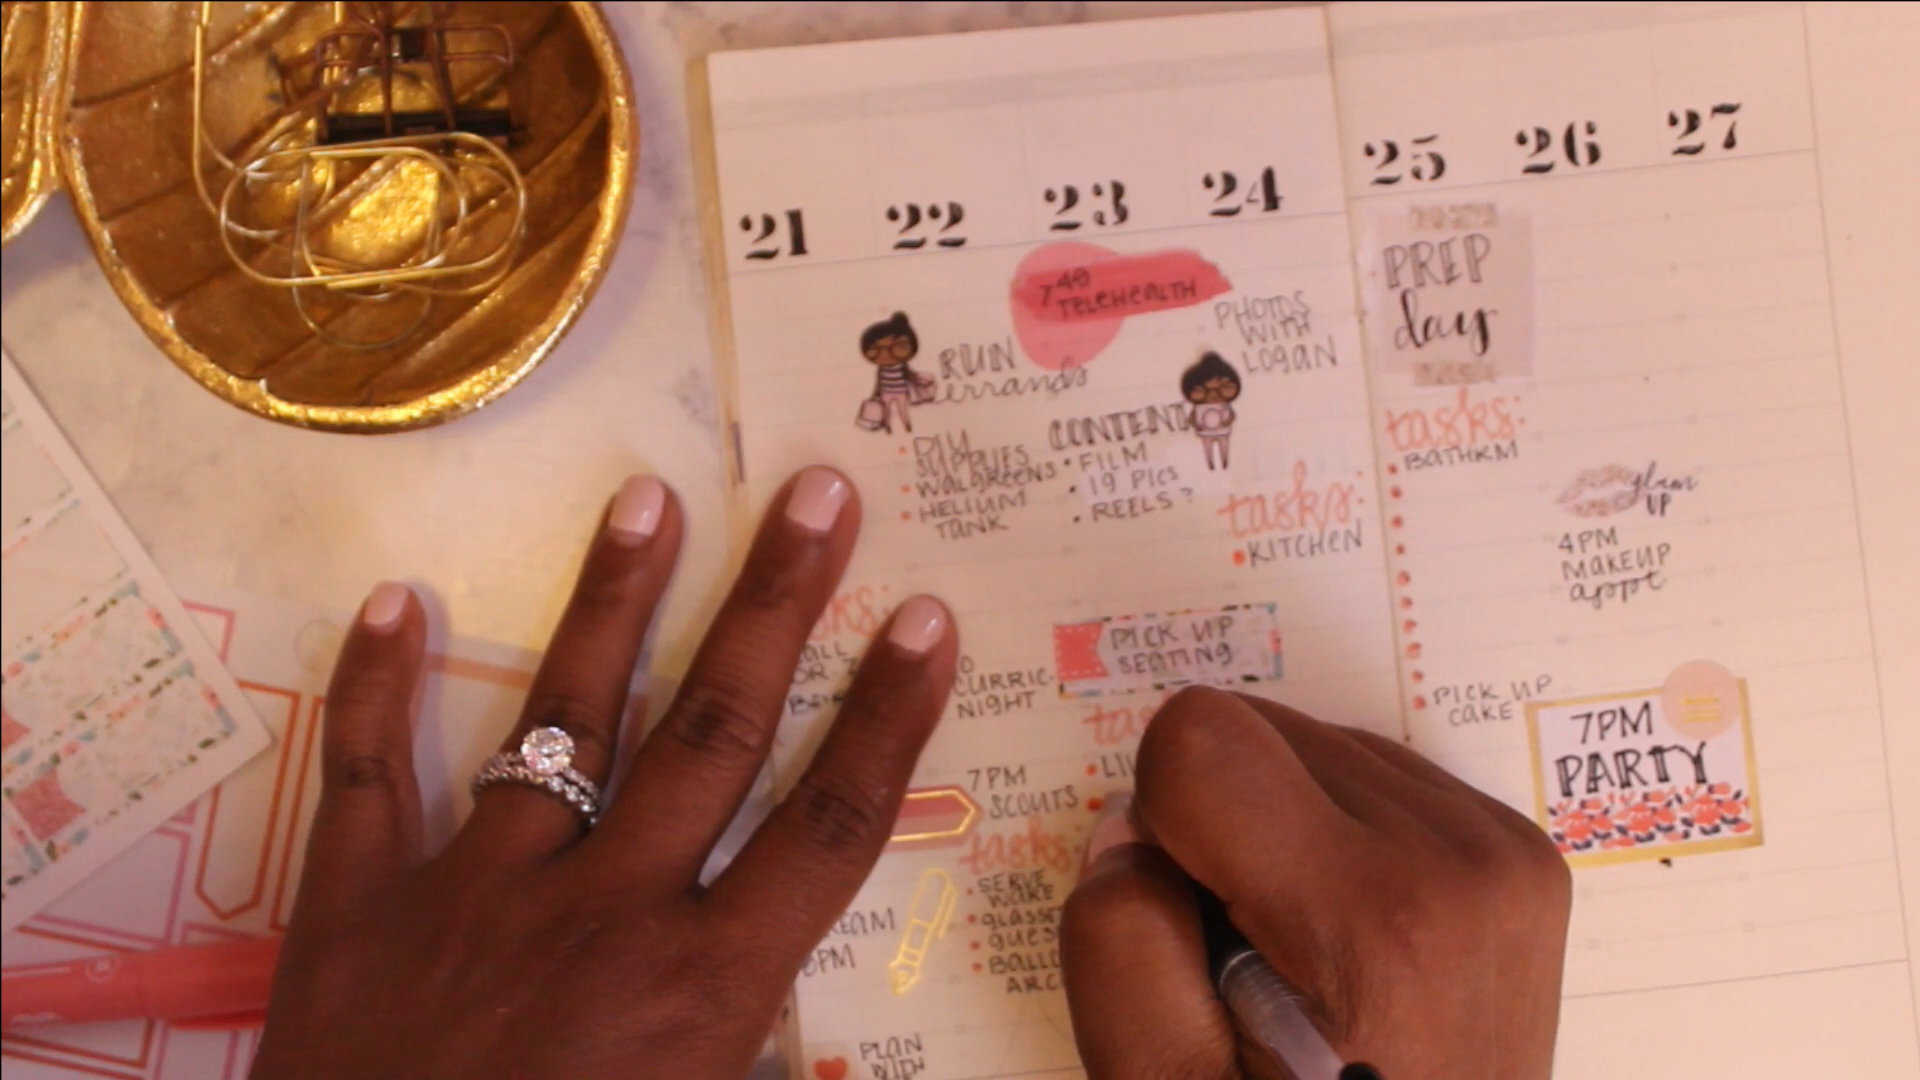 21
22
23
24
25
26
27
7 40
TELEHEALTH
RUN
errands
DIY
SUPPLIES
WALGREENS
HELIUM
TANK
CONTENT
FILM
19 PICS
REELS?
PHOTOS
WITH
LOGAN
tasks:
KITCHEN
PICK UP
SEATING
CURRIC-
NIGHT
7PM
SCOUTS
tasks:
SERVE
WARE
BALLO
ARC
8PM
PLAN
WITH
PREP
day
tasks:
BATHRM
PICK UP
CAKE
glam
UP
4PM
MAKEUP
appt
7PM
PARTY